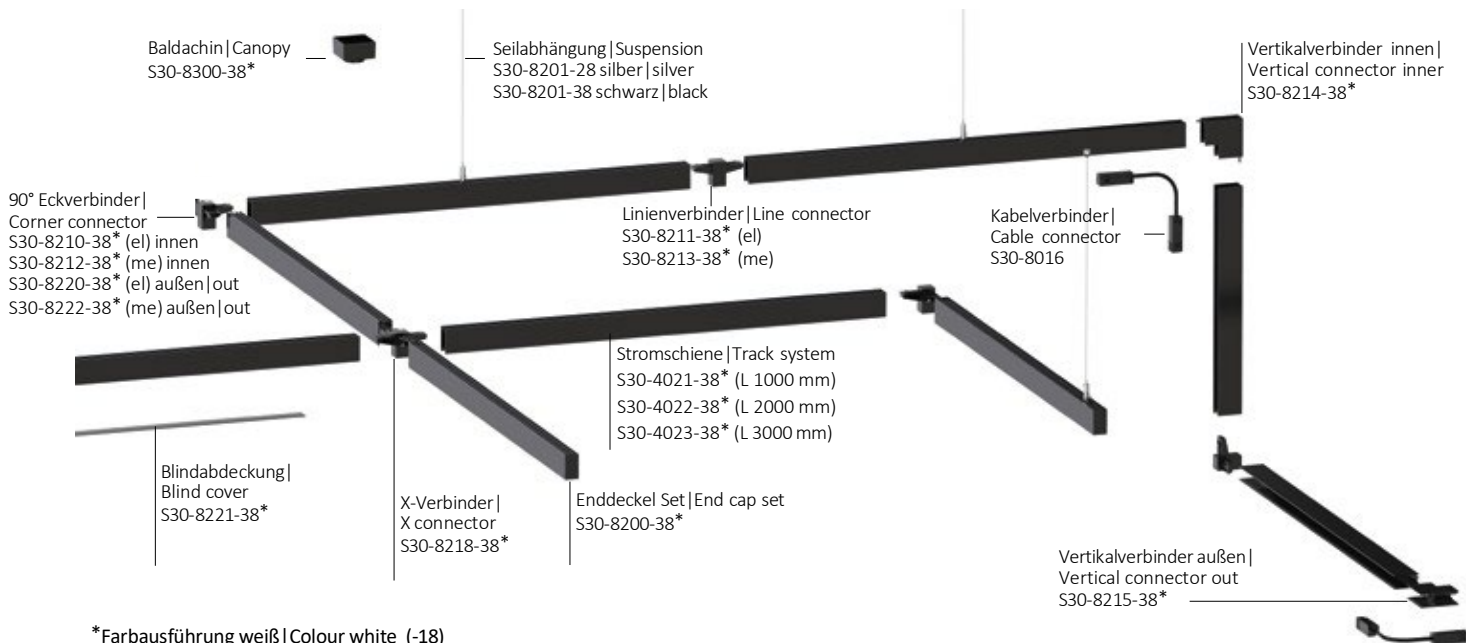 Baldachin|Canopy
S30-8300-38*
Seilabhängung|Suspension
S30-8201-28 silber|silver
S30-8201-38 schwarz|black
Vertikalverbinder innen|
Vertical connector inner
S30-8214-38*
90° Eckverbinder|
Corner connector
S30-8210-38* (el) innen
S30-8212-38* (me) innen
S30-8220-38* (el) außen|out
S30-8222-38* (me) außen|out
Linienverbinder|Line connector
S30-8211-38* (el)
S30-8213-38* (me)
Kabelverbinder|
Cable connector
S30-8016
Stromschiene|Track system
S30-4021-38* (L 1000 mm)
S30-4022-38* (L 2000 mm)
S30-4023-38* (L 3000 mm)
Blindabdeckung|
Blind cover
S30-8221-38*
X-Verbinder|
X connector
S30-8218-38*
Enddeckel Set|End cap set
S30-8200-38*
Vertikalverbinder außen|
Vertical connector out
S30-8215-38*
*Farbausführung weiß|Colour white (-18)